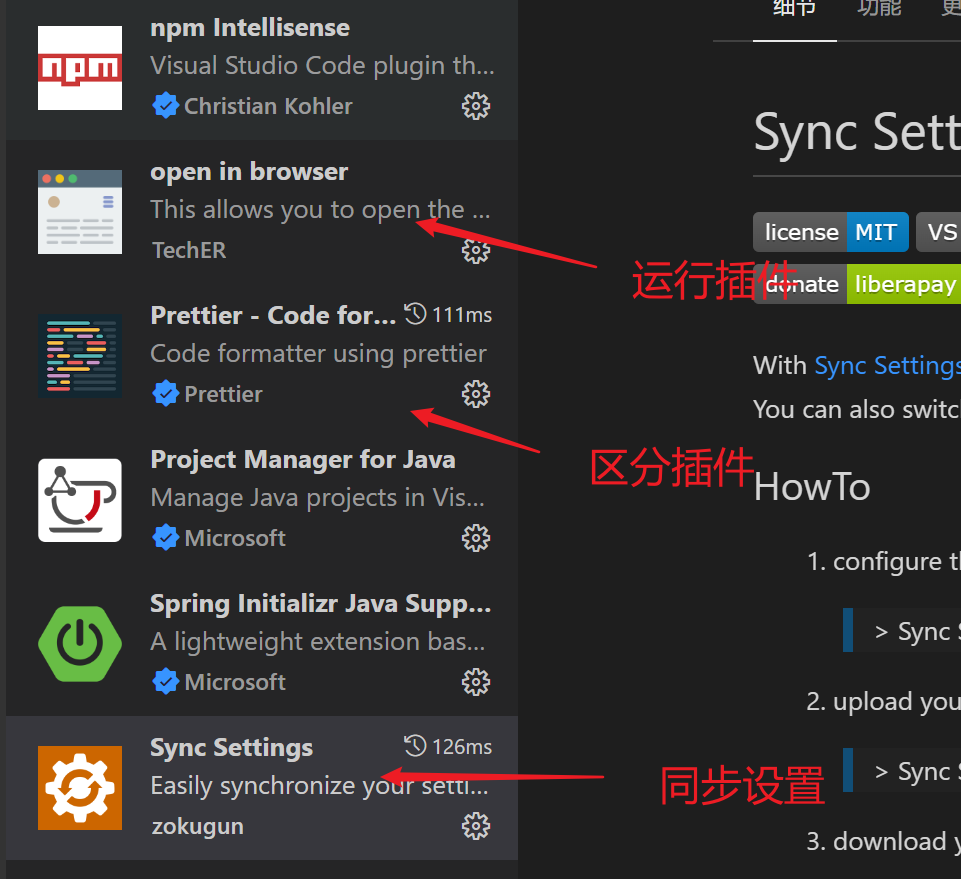 npm Intellisense
Visual Studio Code plugin th...
Christian Kohler
open in browser
This allows you to open the ...
TechER
Prettier - Code for... 111ms
Code formatter using prettier
Prettier
Project Manager for Java
Manage Java projects in Vis...
Microsoft
Spring Initializr Java Supp...
A lightweight extension bas...
Microsoft
Sync Settings 126ms
Easily synchronize your setti...
zokugun
运行插件
区分插件
同步设置
细节 功能
Sync Sett
license MIT VS
donate liberapay
With Sync Settings
You can also switc
HowTo
1. configure t
> Sync S
2. upload you
> Sync S
3. download y
npm